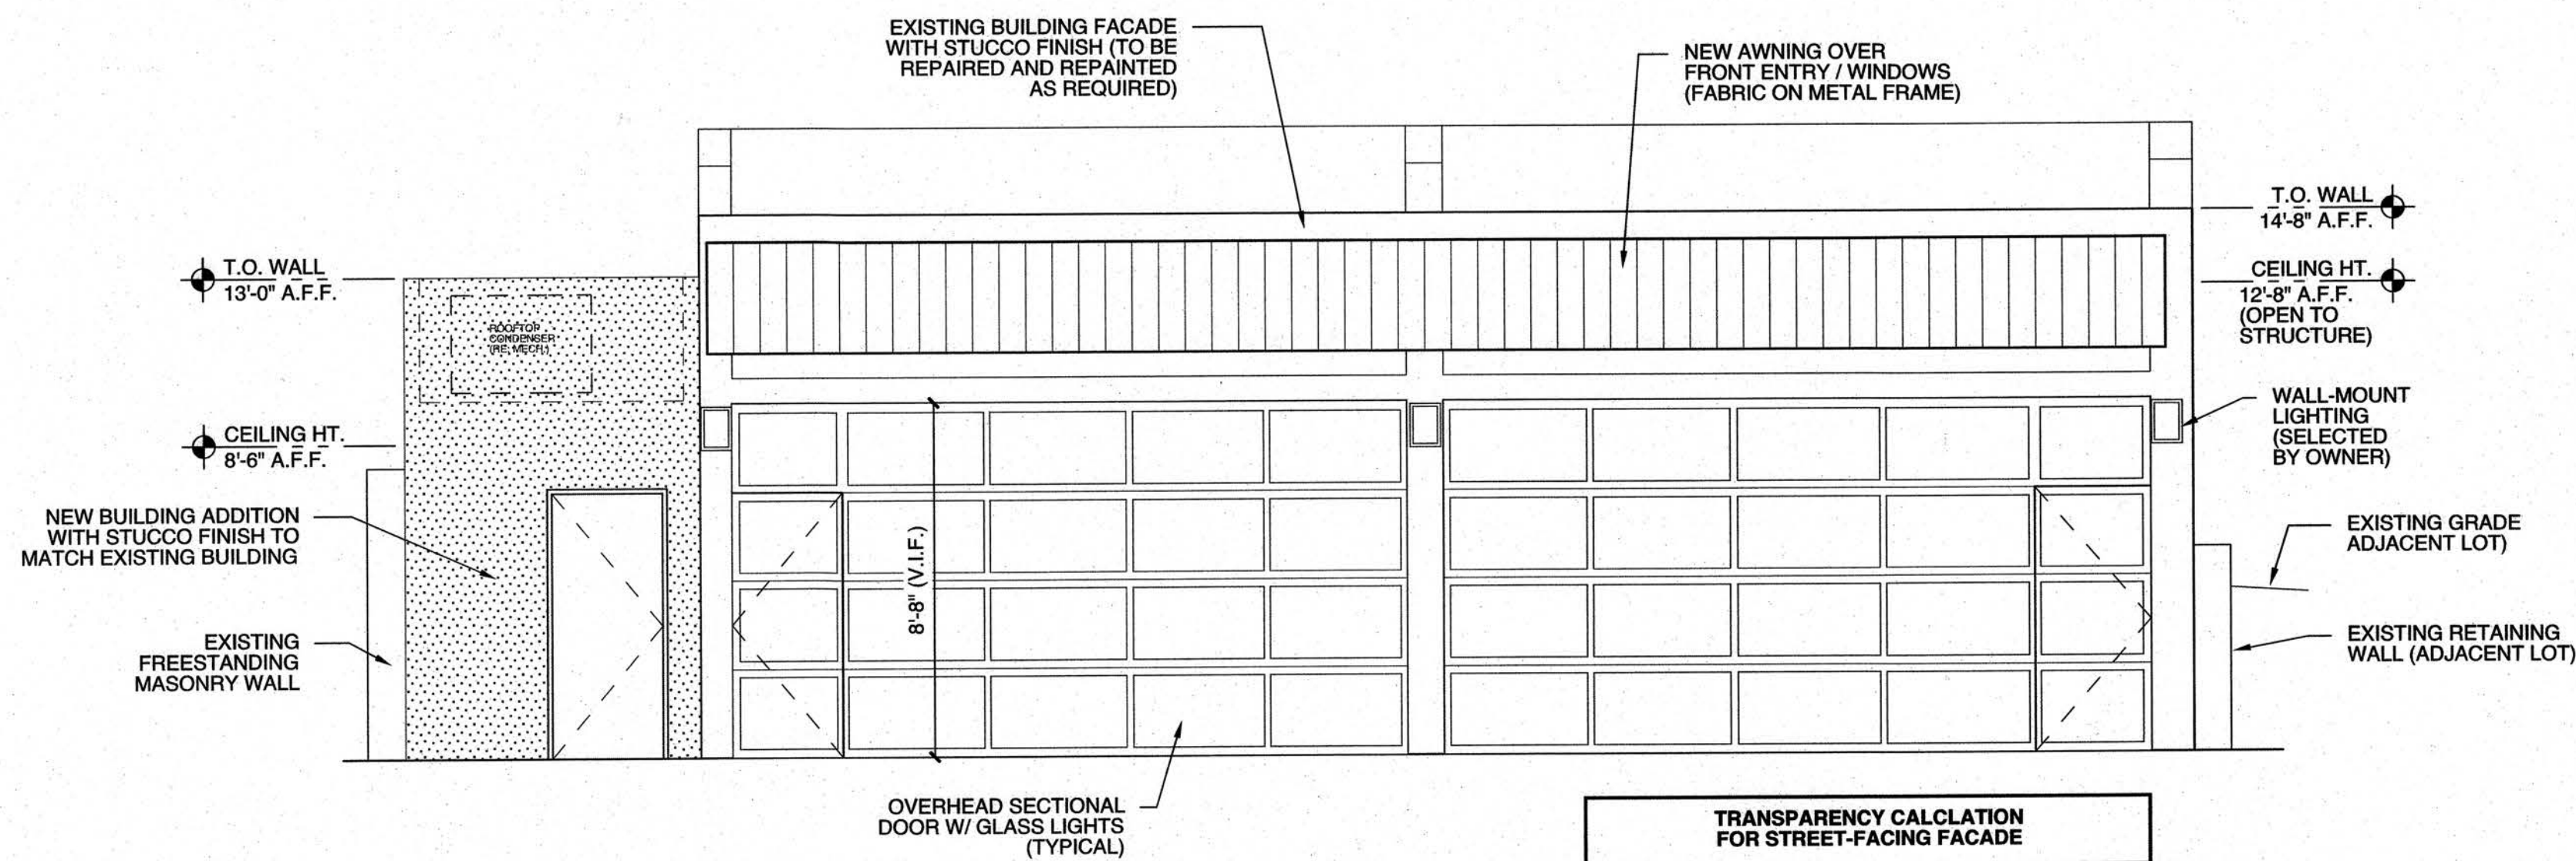 EXISTING BUILDING FACADE
WITH STUCCO FINISH (TO BE
REPAIRED AND REPAINTED
AS REQUIRED)
NEW AWNING OVER
FRONT ENTRY / WINDOWS
(FABRIC ON METAL FRAME)
T.O. WALL
14'-8" A.F.F.
T.O. WALL
13'-0" A.F.F.
CEILING HT.
12'-8" A.F.F.
(OPEN TO
STRUCTURE)
ROOFTOP
CONDENSER
(RE: MECH.)
WALL-MOUNT
LIGHTING
(SELECTED
BY OWNER)
CEILING HT.
8'-6" A.F.F.
NEW BUILDING ADDITION
WITH STUCCO FINISH TO
MATCH EXISTING BUILDING
8'-8" (V.I.F.)
EXISTING GRADE
ADJACENT LOT)
EXISTING
FREESTANDING
MASONRY WALL
EXISTING RETAINING
WALL (ADJACENT LOT)
OVERHEAD SECTIONAL
DOOR W/ GLASS LIGHTS
(TYPICAL)
TRANSPARENCY CALCLATION
FOR STREET-FACING FACADE